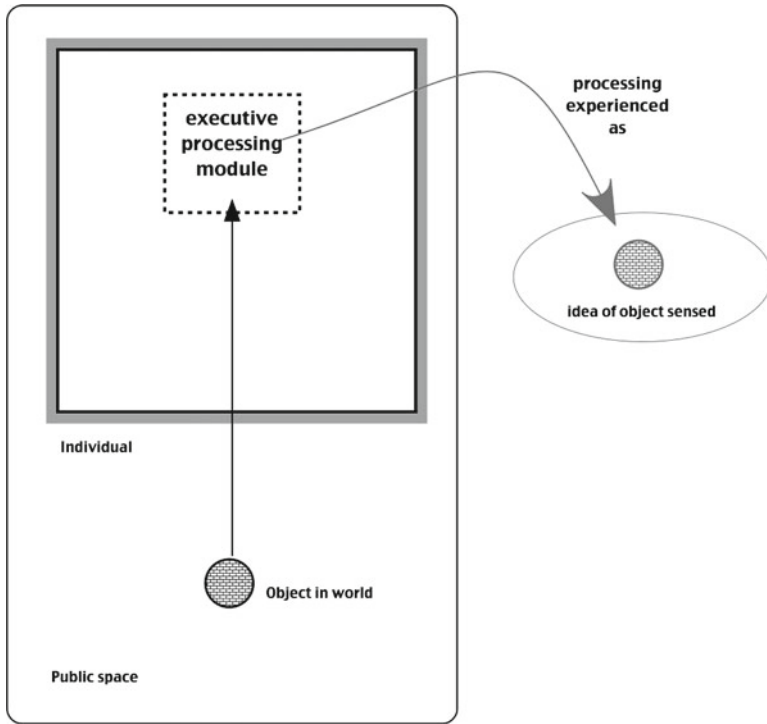 executive
processing
module
processing
experienced
as
idea of object sensed
Individual
Object in world
Public space